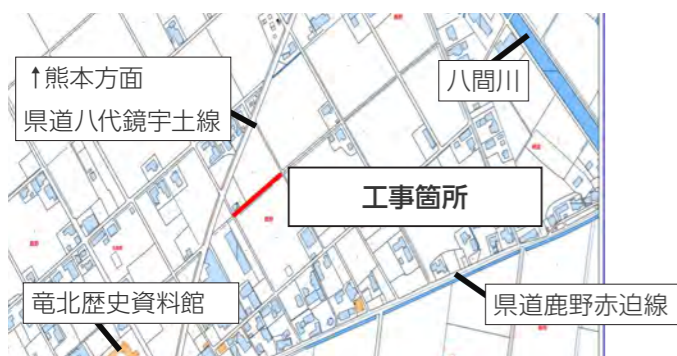 ↑熊本方面
県道八代鏡宇土線
八間川
工事箇所
竜北歴史資料館
県道鹿野赤迫線